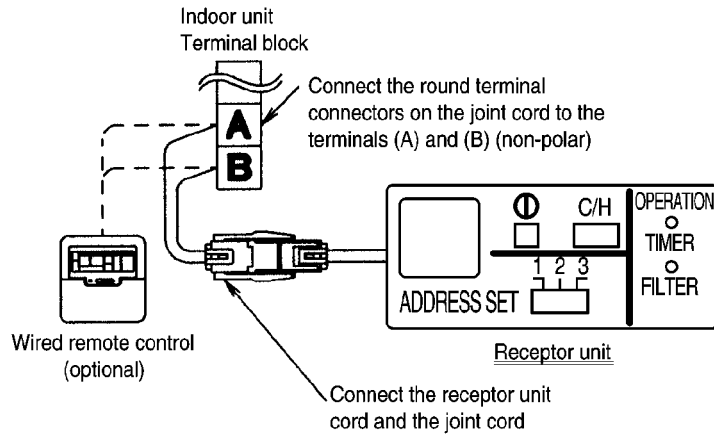 Indoor unit
Terminal block
Connect the round terminal
connectors on the joint cord to the
terminals (A) and (B) (non-polar)
A
B
C/H
OPERATION
TIMER
FILTER
1 2 3
ADDRESS SET
Receptor unit
Wired remote control
(optional)
Connect the receptor unit
cord and the joint cord